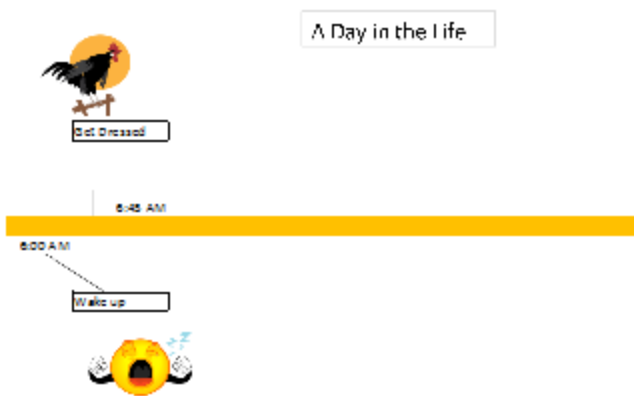 A Day in the Life
Get Dressed
6:45 AM
6:00 AM
Wake up